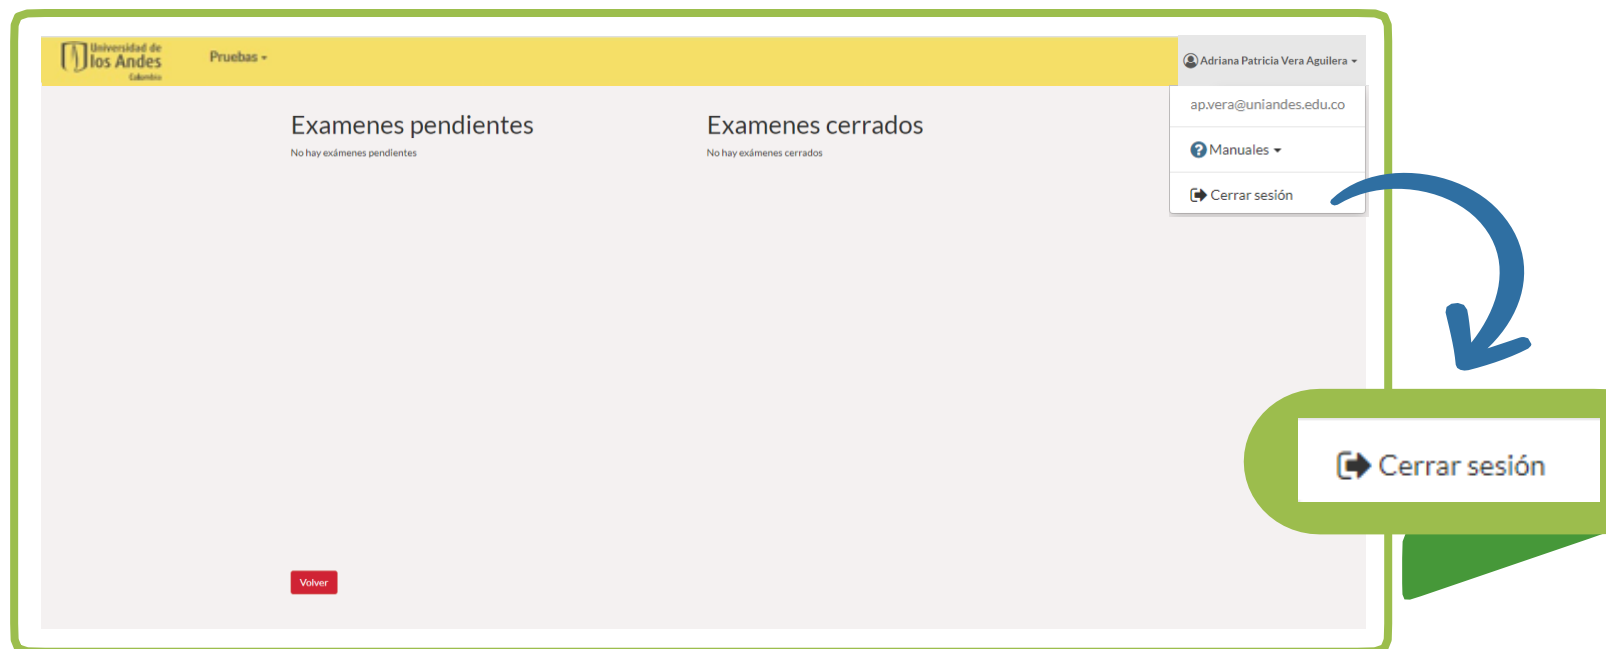 Universidad de
los Andes
Colombia
Pruebas
Adriana Patricia Vera Aguilera
ap.vera@uniandes.edu.co
Manuales
Cerrar sesión
Examenes pendientes
No hay exámenes pendientes
Examenes cerrados
No hay exámenes cerrados
Volver
Cerrar sesión